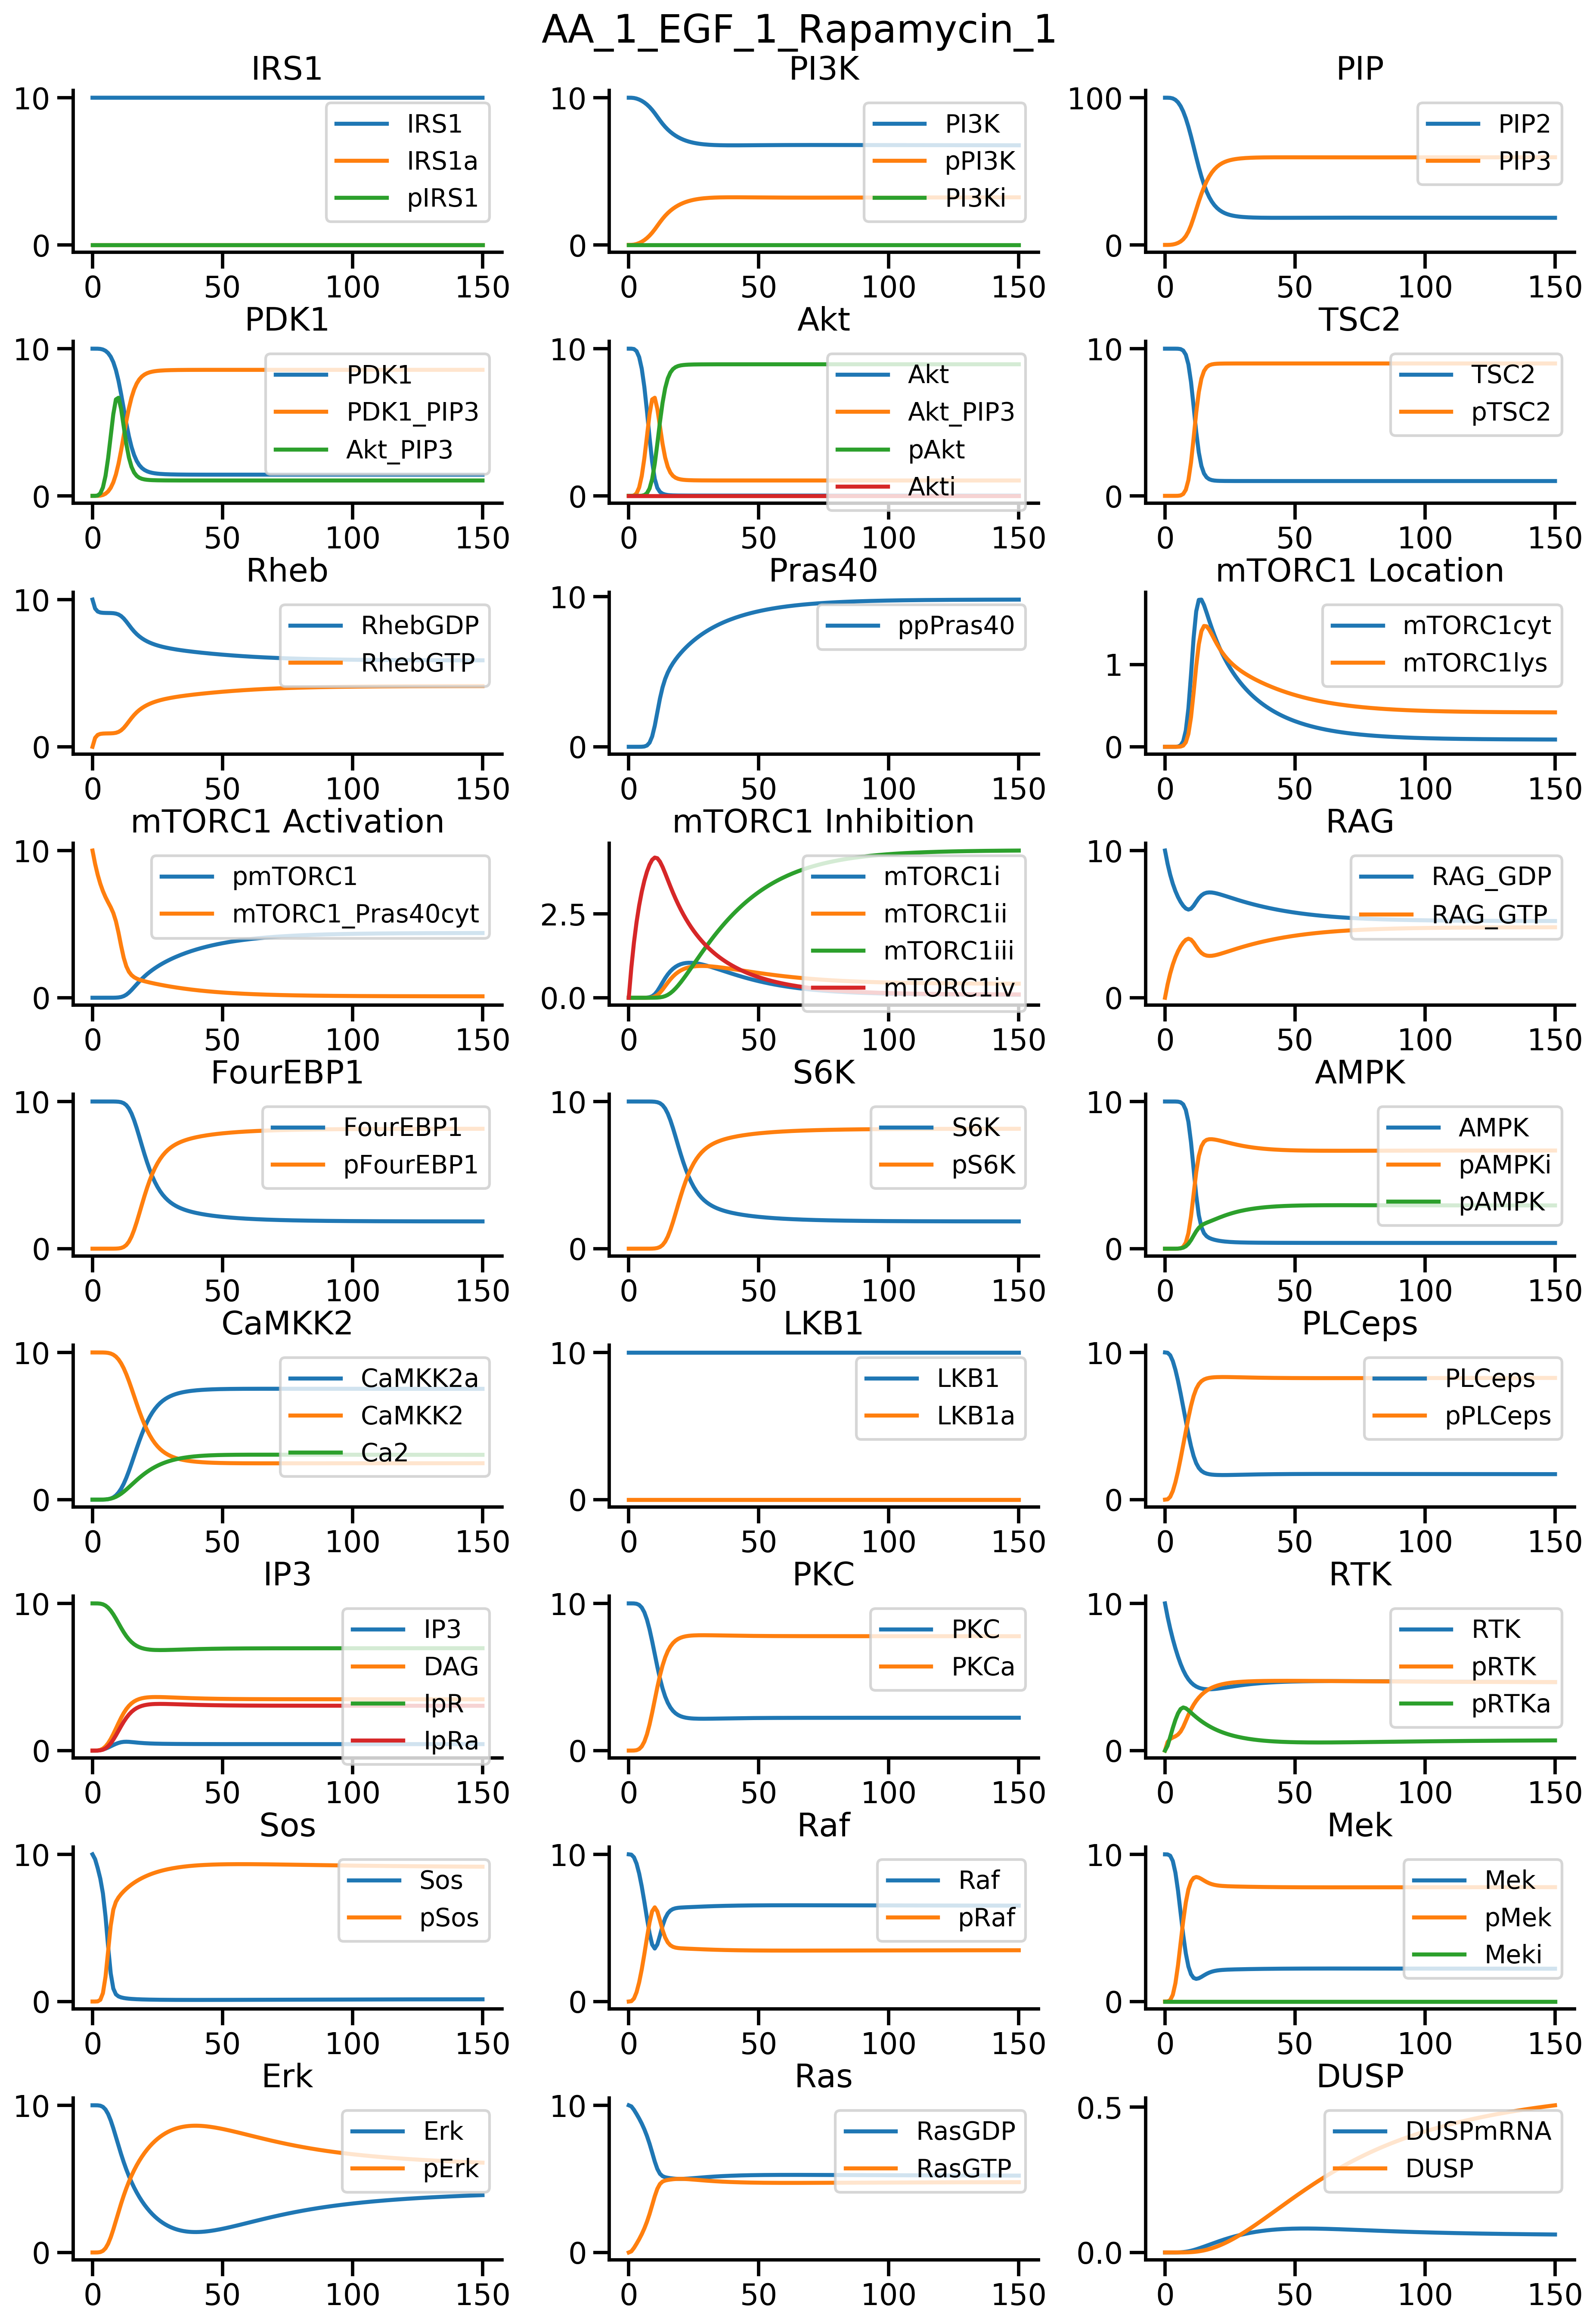 AA_1_EGF_1_Rapamycin_1
IRS1
10
0
0 50 100 150
IRS1
IRS1a
pIRS1
PI3K
10
0
0 50 100 150
PI3K
pPI3K
PI3Ki
PIP
100
0
0 50 100 150
PIP2
PIP3
PDK1
10
0
0 50 100 150
PDK1
PDK1_PIP3
Akt_PIP3
Akt
10
0
0 50 100 150
Akt
Akt_PIP3
pAkt
Akti
TSC2
10
0
0 50 100 150
TSC2
pTSC2
Rheb
10
0
0 50 100 150
RhebGDP
RhebGTP
Pras40
10
0
0 50 100 150
ppPras40
mTORC1 Location
1
0
0 50 100 150
mTORC1cyt
mTORC1lys
mTORC1 Activation
10
0
0 50 100 150
pmTORC1
mTORC1_Pras40cyt
mTORC1 Inhibition
2.5
0.0
0 50 100 150
mTORC1i
mTORC1ii
mTORC1iii
mTORC1iv
RAG
10
0
0 50 100 150
RAG_GDP
RAG_GTP
FourEBP1
10
0
0 50 100 150
FourEBP1
pFourEBP1
S6K
10
0
0 50 100 150
S6K
pS6K
AMPK
10
0
0 50 100 150
AMPK
pAMPKi
pAMPK
CaMKK2
10
0
0 50 100 150
CaMKK2a
CaMKK2
Ca2
LKB1
10
0
0 50 100 150
LKB1
LKB1a
PLCeps
10
0
0 50 100 150
PLCeps
pPLCeps
IP3
10
0
0 50 100 150
IP3
DAG
IpR
IpRa
PKC
10
0
0 50 100 150
PKC
PKCa
RTK
10
0
0 50 100 150
RTK
pRTK
pRTKa
Sos
10
0
0 50 100 150
Sos
pSos
Raf
10
0
0 50 100 150
Raf
pRaf
Mek
10
0
0 50 100 150
Mek
pMek
Meki
Erk
10
0
0 50 100 150
Erk
pErk
Ras
10
0
0 50 100 150
RasGDP
RasGTP
DUSP
0.5
0.0
0 50 100 150
DUSPmRNA
DUSP